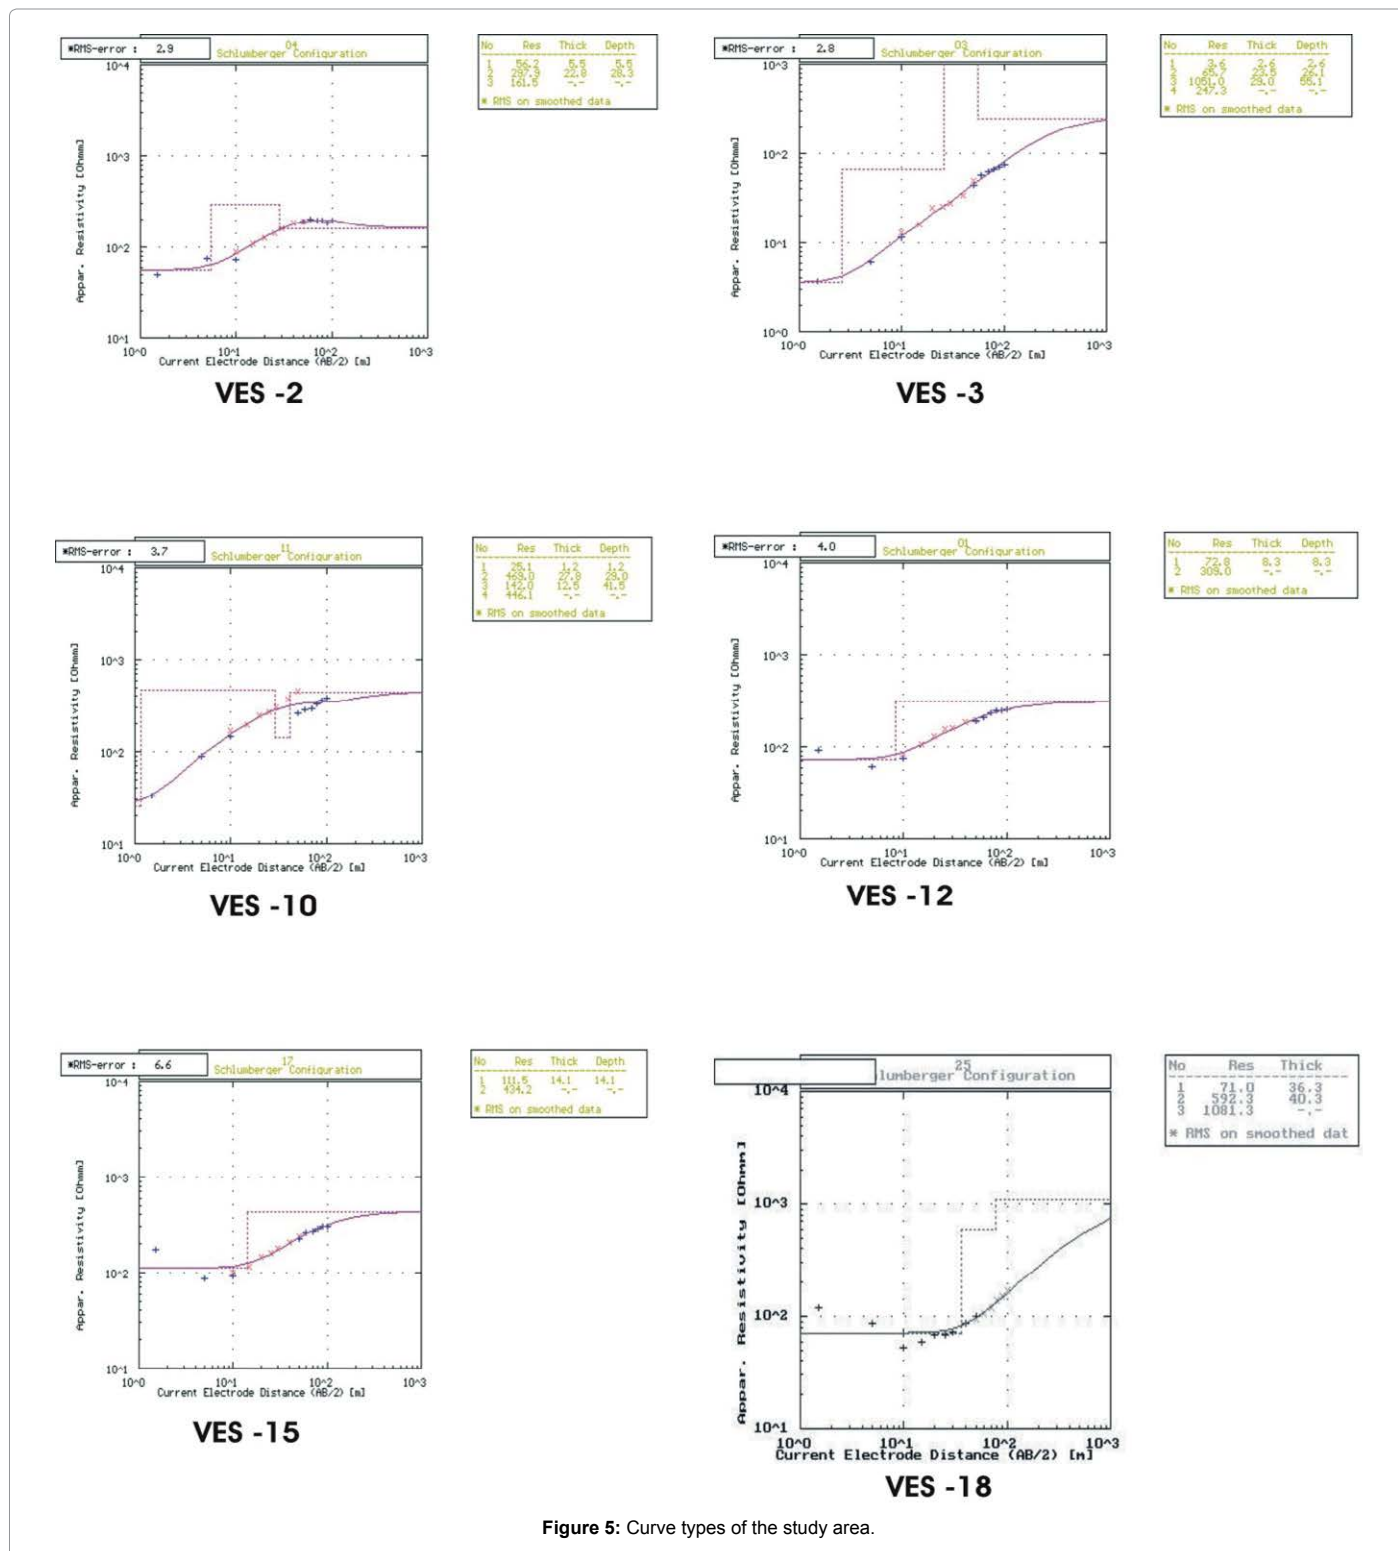 *RMS-error : 2.9
04
Schlumberger Configuration
No Res Thick Depth
1 56.2 5.5 5.5
2 297.9 22.8 28.3
3 161.5 -.- -.-
* RMS on smoothed data
10^4
10^3
10^2
10^1
Appar. Resistivity [Ohmm]
10^0 10^1 10^2 10^3
Current Electrode Distance (AB/2) [m]
VES -2
*RMS-error : 2.8
03
Schlumberger Configuration
No Res Thick Depth
1 3.6 2.6 2.6
2 65.7 23.5 26.1
3 1051.0 29.0 55.1
4 247.3 -.- -.-
* RMS on smoothed data
10^3
10^2
10^1
10^0
Appar. Resistivity [Ohmm]
10^0 10^1 10^2 10^3
Current Electrode Distance (AB/2) [m]
VES -3
*RMS-error : 3.7
11
Schlumberger Configuration
No Res Thick Depth
1 25.1 1.2 1.2
2 469.0 27.8 29.0
3 142.0 12.5 41.5
4 446.1 -.- -.-
* RMS on smoothed data
10^4
10^3
10^2
10^1
Appar. Resistivity [Ohmm]
10^0 10^1 10^2 10^3
Current Electrode Distance (AB/2) [m]
VES -10
*RMS-error : 4.0
01
Schlumberger Configuration
No Res Thick Depth
1 72.8 8.3 8.3
2 309.0 -.- -.-
* RMS on smoothed data
10^4
10^3
10^2
10^1
Appar. Resistivity [Ohmm]
10^0 10^1 10^2 10^3
Current Electrode Distance (AB/2) [m]
VES -12
*RMS-error : 6.6
17
Schlumberger Configuration
No Res Thick Depth
1 111.5 14.1 14.1
2 434.2 -.- -.-
* RMS on smoothed data
10^4
10^3
10^2
10^1
Appar. Resistivity [Ohmm]
10^0 10^1 10^2 10^3
Current Electrode Distance (AB/2) [m]
VES -15
25
lumberger Configuration
No Res Thick
1 71.0 36.3
2 592.3 40.3
3 1081.3 -.-
* RMS on smoothed dat
10^4
10^3
10^2
10^1
Appar. Resistivity [Ohmm]
10^0 10^1 10^2 10^3
Current Electrode Distance (AB/2) [m]
VES -18
Figure 5: Curve types of the study area.